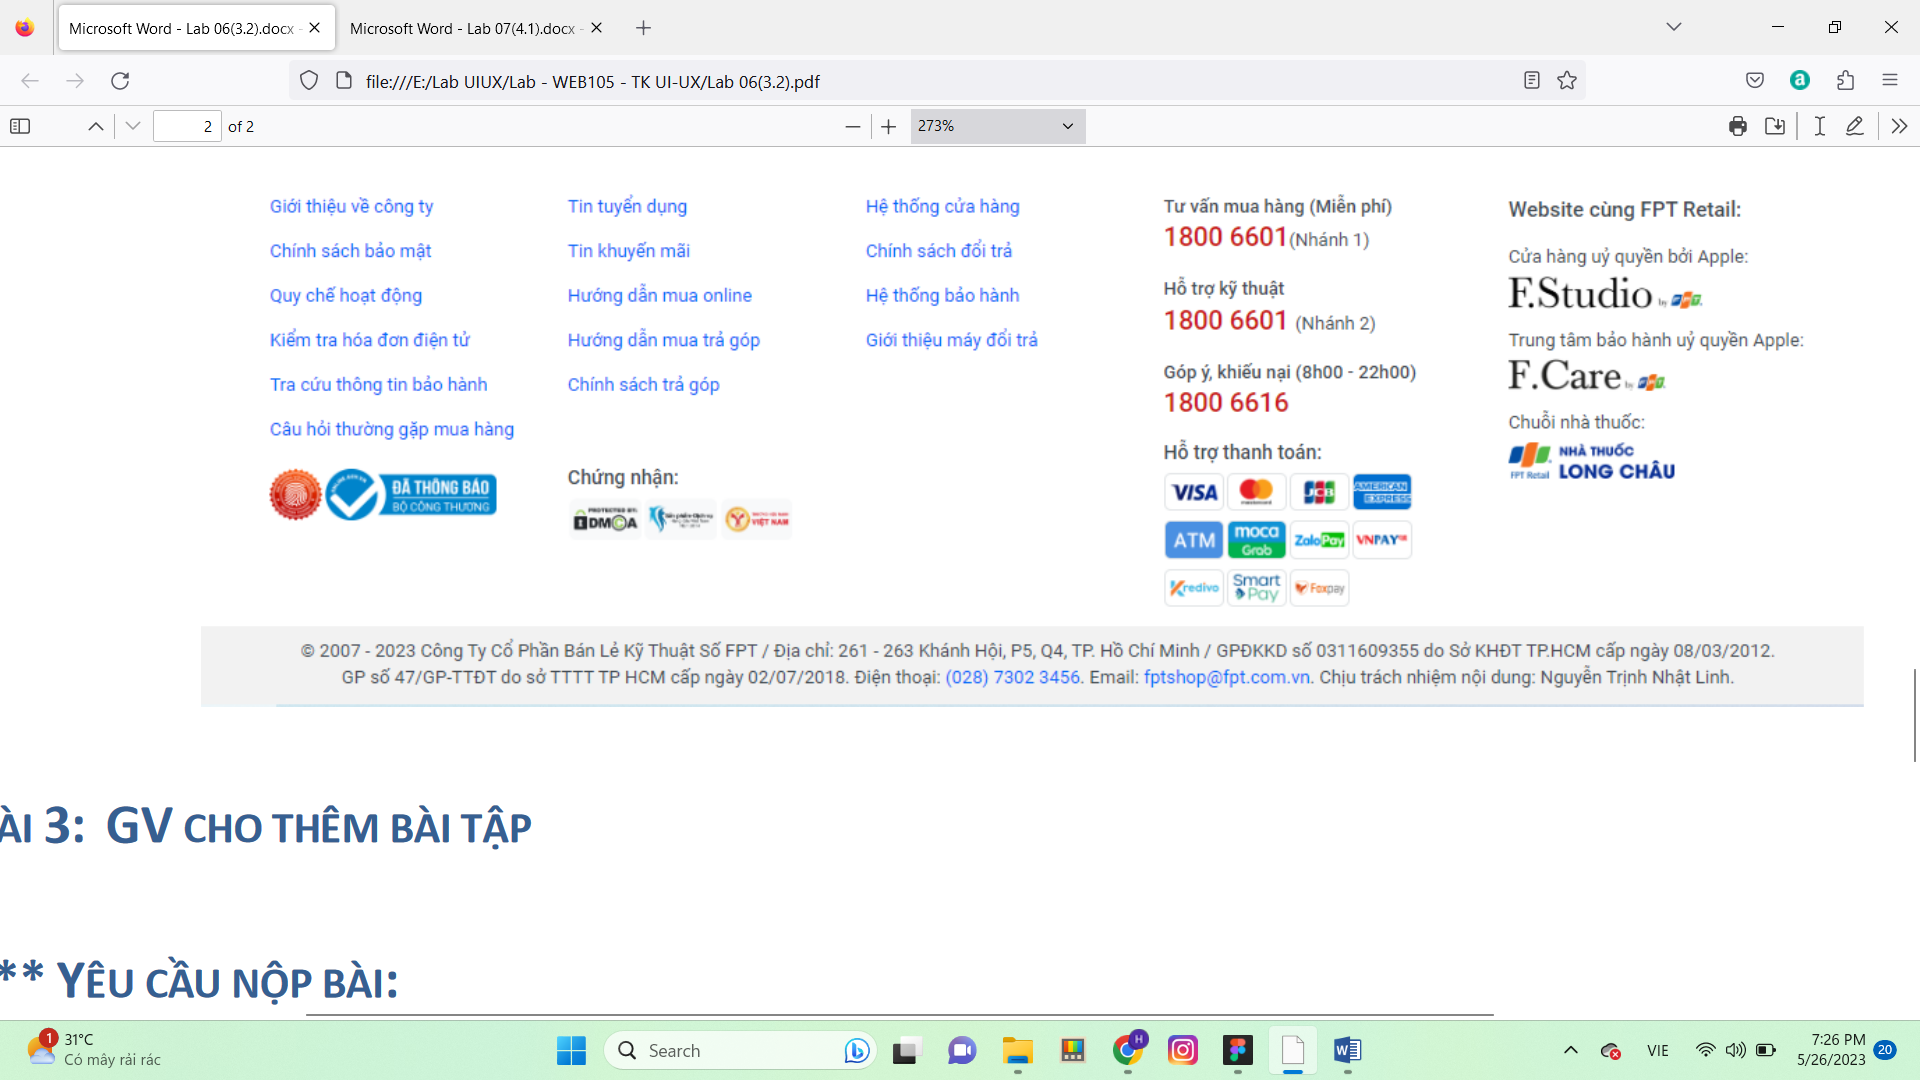 Microsoft Word - Lab 06(3.2).docx -
Microsoft Word - Lab 07(4.1).docx -
file:///E:/Lab UIUX/Lab - WEB105 - TK UI-UX/Lab 06(3.2).pdf
2 of 2
273%
Giới thiệu về công ty
Chính sách bảo mật
Quy chế hoạt động
Kiểm tra hóa đơn điện tử
Tra cứu thông tin bảo hành
Câu hỏi thường gặp mua hàng
ĐÃ THÔNG BÁO
BỘ CÔNG THƯƠNG
Tin tuyển dụng
Tin khuyến mãi
Hướng dẫn mua online
Hướng dẫn mua trả góp
Chính sách trả góp
Chứng nhận:
PROTECTED BY:
DMCA
VIỆT NAM
Hệ thống cửa hàng
Chính sách đổi trả
Hệ thống bảo hành
Giới thiệu máy đổi trả
Tư vấn mua hàng (Miễn phí)
1800 6601(Nhánh 1)
Hỗ trợ kỹ thuật
1800 6601 (Nhánh 2)
Góp ý, khiếu nại (8h00 - 22h00)
1800 6616
Hỗ trợ thanh toán:
VISA mastercard JCB AMERICAN EXPRESS
ATM moca Grab ZaloPay VNPAY
Kredivo Smart Pay Foxpay
Website cùng FPT Retail:
Cửa hàng uỷ quyền bởi Apple:
F.Studio by FPT
Trung tâm bảo hành uỷ quyền Apple:
F.Care by FPT
Chuỗi nhà thuốc:
FPT Retail NHÀ THUỐC
LONG CHÂU
© 2007 - 2023 Công Ty Cổ Phần Bán Lẻ Kỹ Thuật Số FPT / Địa chỉ: 261 - 263 Khánh Hội, P5, Q4, TP. Hồ Chí Minh / GPĐKKD số 0311609355 do Sở KHĐT TP.HCM cấp ngày 08/03/2012.
GP số 47/GP-TTĐT do sở TTTT TP HCM cấp ngày 02/07/2018. Điện thoại: (028) 7302 3456. Email: fptshop@fpt.com.vn. Chịu trách nhiệm nội dung: Nguyễn Trịnh Nhật Linh.
ÀI 3: GV CHO THÊM BÀI TẬP
** YÊU CẦU NỘP BÀI:
1
31°C
Có mây rải rác
Search
H
VIE
7:26 PM
5/26/2023
20